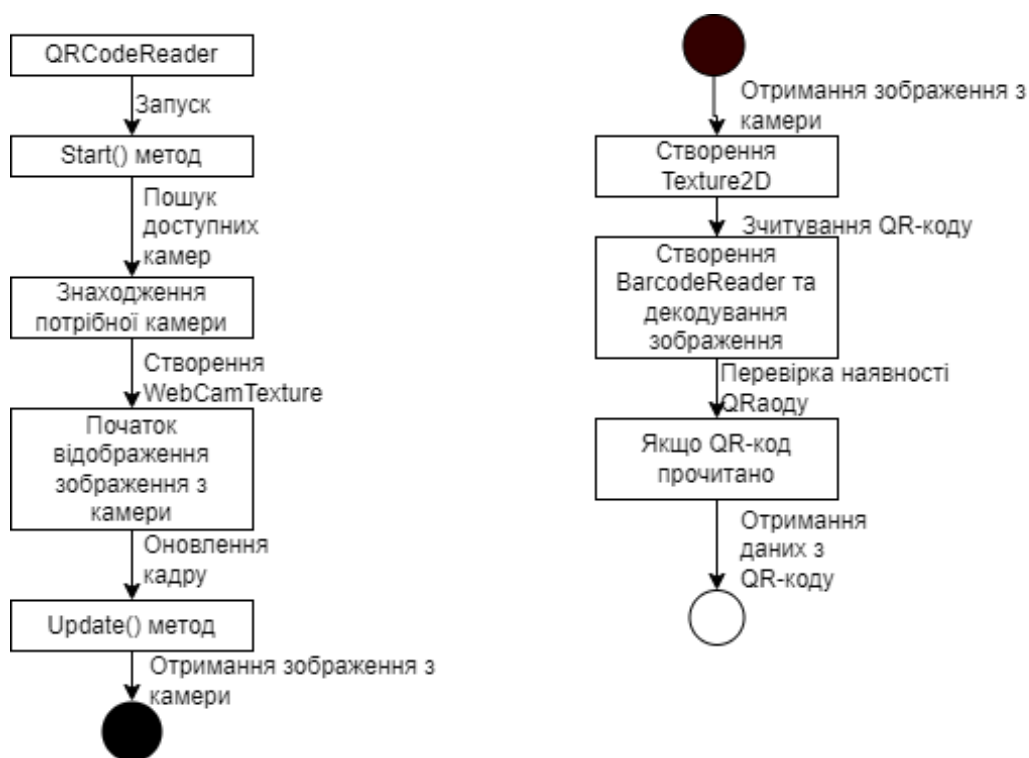 QRCodeReader
Запуск
Start() метод
Пошук
доступних
камер
Знаходження
потрібної камери
Створення
WebCamTexture
Початок
відображення
зображення з
камери
Оновлення
кадру
Update() метод
Отримання зображення з
камери
Отримання зображення з
камери
Створення
Texture2D
Зчитування QR-коду
Створення
BarcodeReader та
декодування
зображення
Перевірка наявності
QRаоду
Якщо QR-код
прочитано
Отримання
даних з
QR-коду